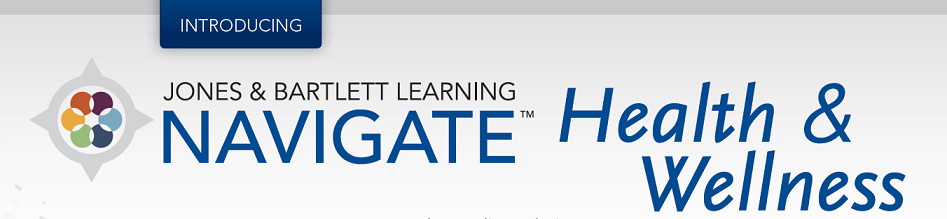 INTRODUCING
JONES & BARTLETT LEARNING
NAVIGATE™
Health &
Wellness